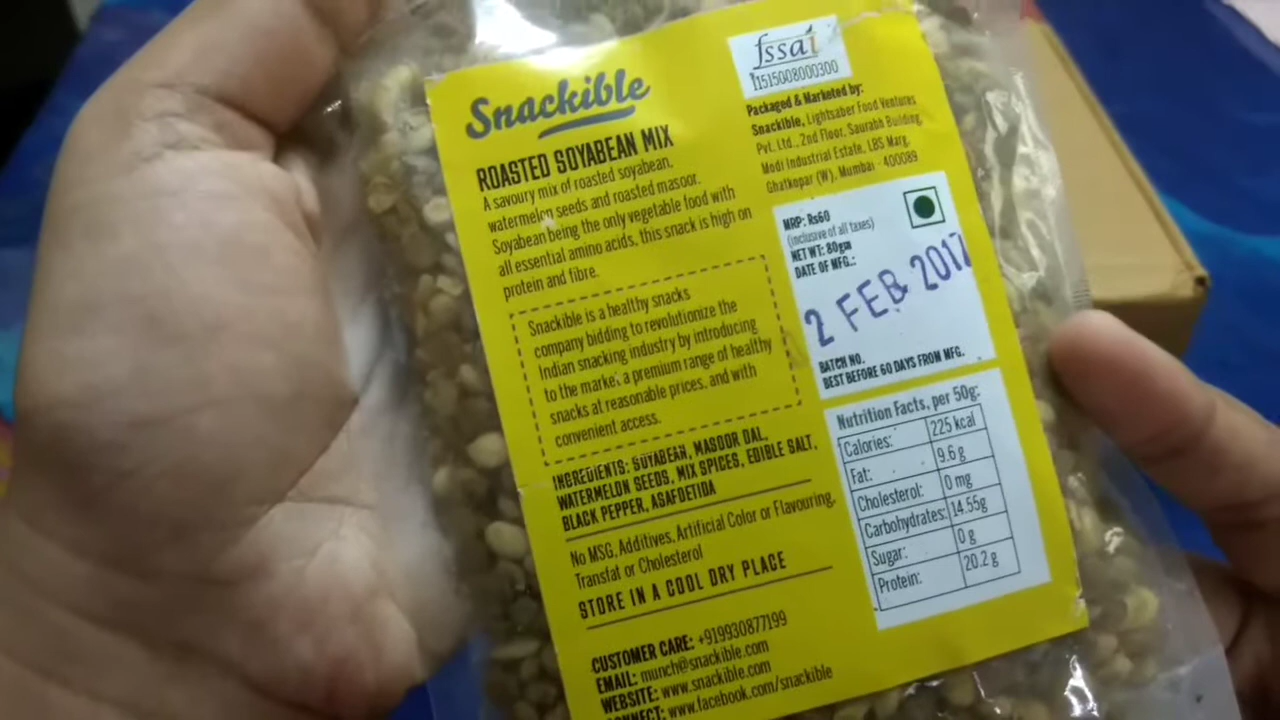 Snackible
ROASTED SOYABEAN MIX
A savoury mix of roasted soyabean,
watermelon seeds and roasted masoor.
Soyabean being the only vegetable food with
all essential amino acids, this snack is high on
protein and fibre.
Snackible is a healthy snacks
company bidding to revolutionize the
Indian snacking industry by introducing
to the market a premium range of healthy
snacks at reasonable prices, and with
convenient access.
INGREDIENTS: SOYABEAN, MASOOR DAL,
WATERMELON SEEDS, MIX SPICES, EDIBLE SALT,
BLACK PEPPER, ASAFOETIDA
No MSG, Additives, Artificial Color or Flavouring,
Transfat or Cholesterol
STORE IN A COOL DRY PLACE
CUSTOMER CARE: +919930877199
EMAIL: munch@snackible.com
WEBSITE: www.snackible.com
CONNECT: www.facebook.com/snackible
fssai
11515008000300
Packaged & Marketed by:
Snackible, Lightsaber Food Ventures
Pvt. Ltd., 2nd Floor, Saurabh Building,
Modi Industrial Estate, LBS Marg,
Ghatkopar (W), Mumbai - 400089
MRP: Rs60
(inclusive of all taxes)
NET WT: 80gm
DATE OF MFG.:
2 FEB 2017
BATCH NO.
BEST BEFORE 60 DAYS FROM MFG.
Nutrition Facts, per 50g:
Calories: 225 kcal
Fat: 9.6 g
Cholesterol: 0 mg
Carbohydrates: 14.55g
Sugar: 0 g
Protein: 20.2 g